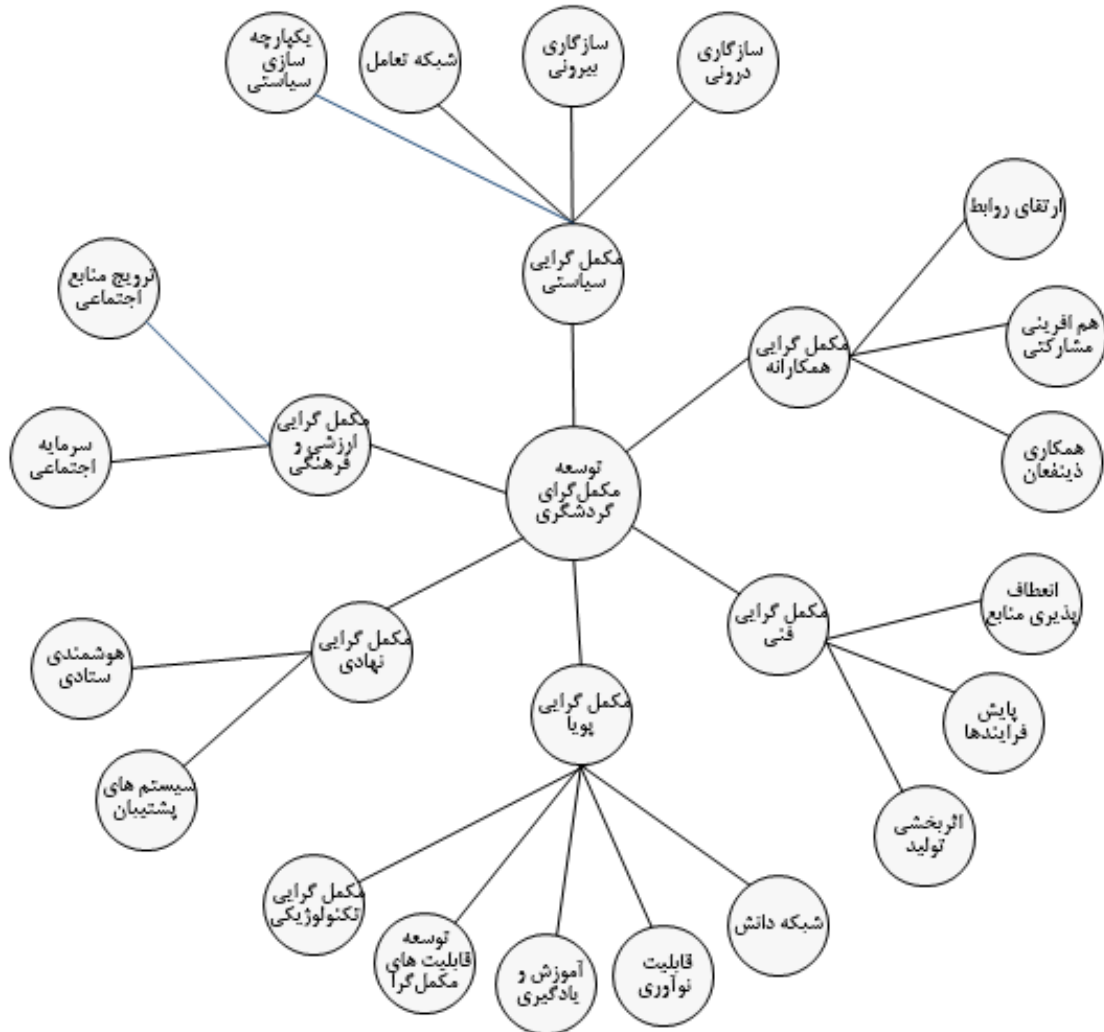 سازگاری
درونی
سازگاری
بیرونی
شبکه تعامل
یکپارچه
سازی
سیاستی
مکمل گرایی
سیاستی
ارتقای روابط
هم افرینی
مشارکتی
همکاری
ذینفعان
مکمل گرایی
همکارانه
ترویج منابع
اجتماعی
سرمایه
اجتماعی
مکمل گرایی
ارزشی و
فرهنگی
توسعه
مکمل‌گرای
گردشگری
انعطاف
پذیری منابع
پایش
فرایندها
اثربخشی
تولید
مکمل گرایی
فنی
مکمل گرایی
نهادی
هوشمندی
ستادی
سیستم های
پشتیبان
مکمل گرایی
پویا
شبکه دانش
قابلیت
نوآوری
آموزش و
یادگیری
توسعه
قابلیت های
مکمل‌گرا
مکمل گرایی
تکنولوژیکی